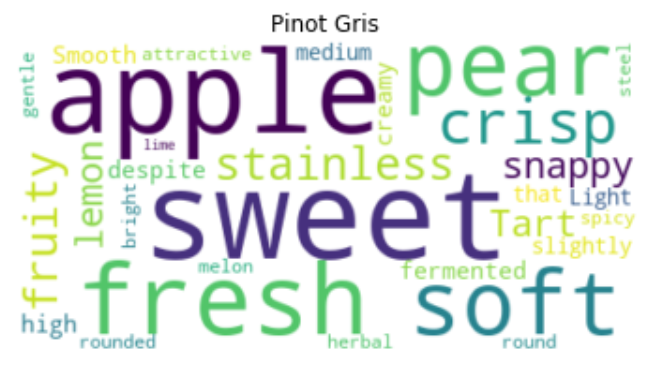 Pinot Gris
gentle
Smooth
attractive
medium
apple
creamy
pear
steel
crisp
lime
fruity
lemon
despite
stainless
snappy
bright
sweet
that
Light
Tart
spicy
slightly
melon
fresh
fermented
soft
high
rounded
herbal
round